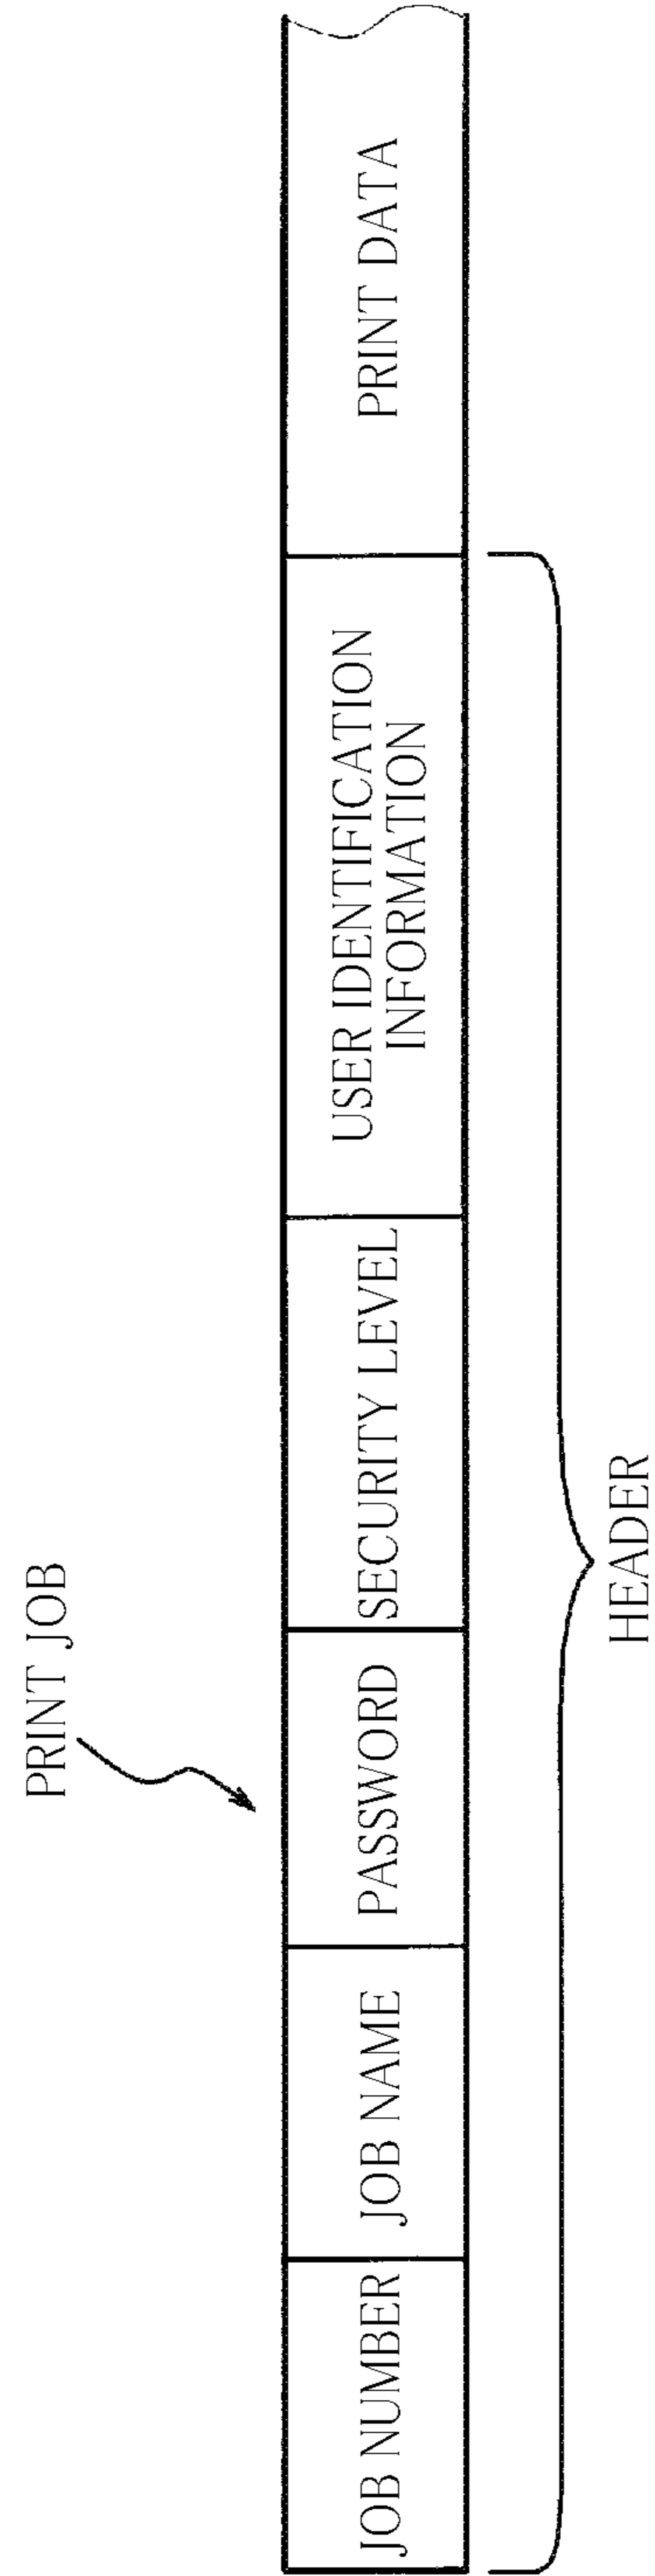 PRINT JOB
JOB NUMBER
JOB NAME
PASSWORD
SECURITY LEVEL
USER IDENTIFICATION
INFORMATION
PRINT DATA
HEADER